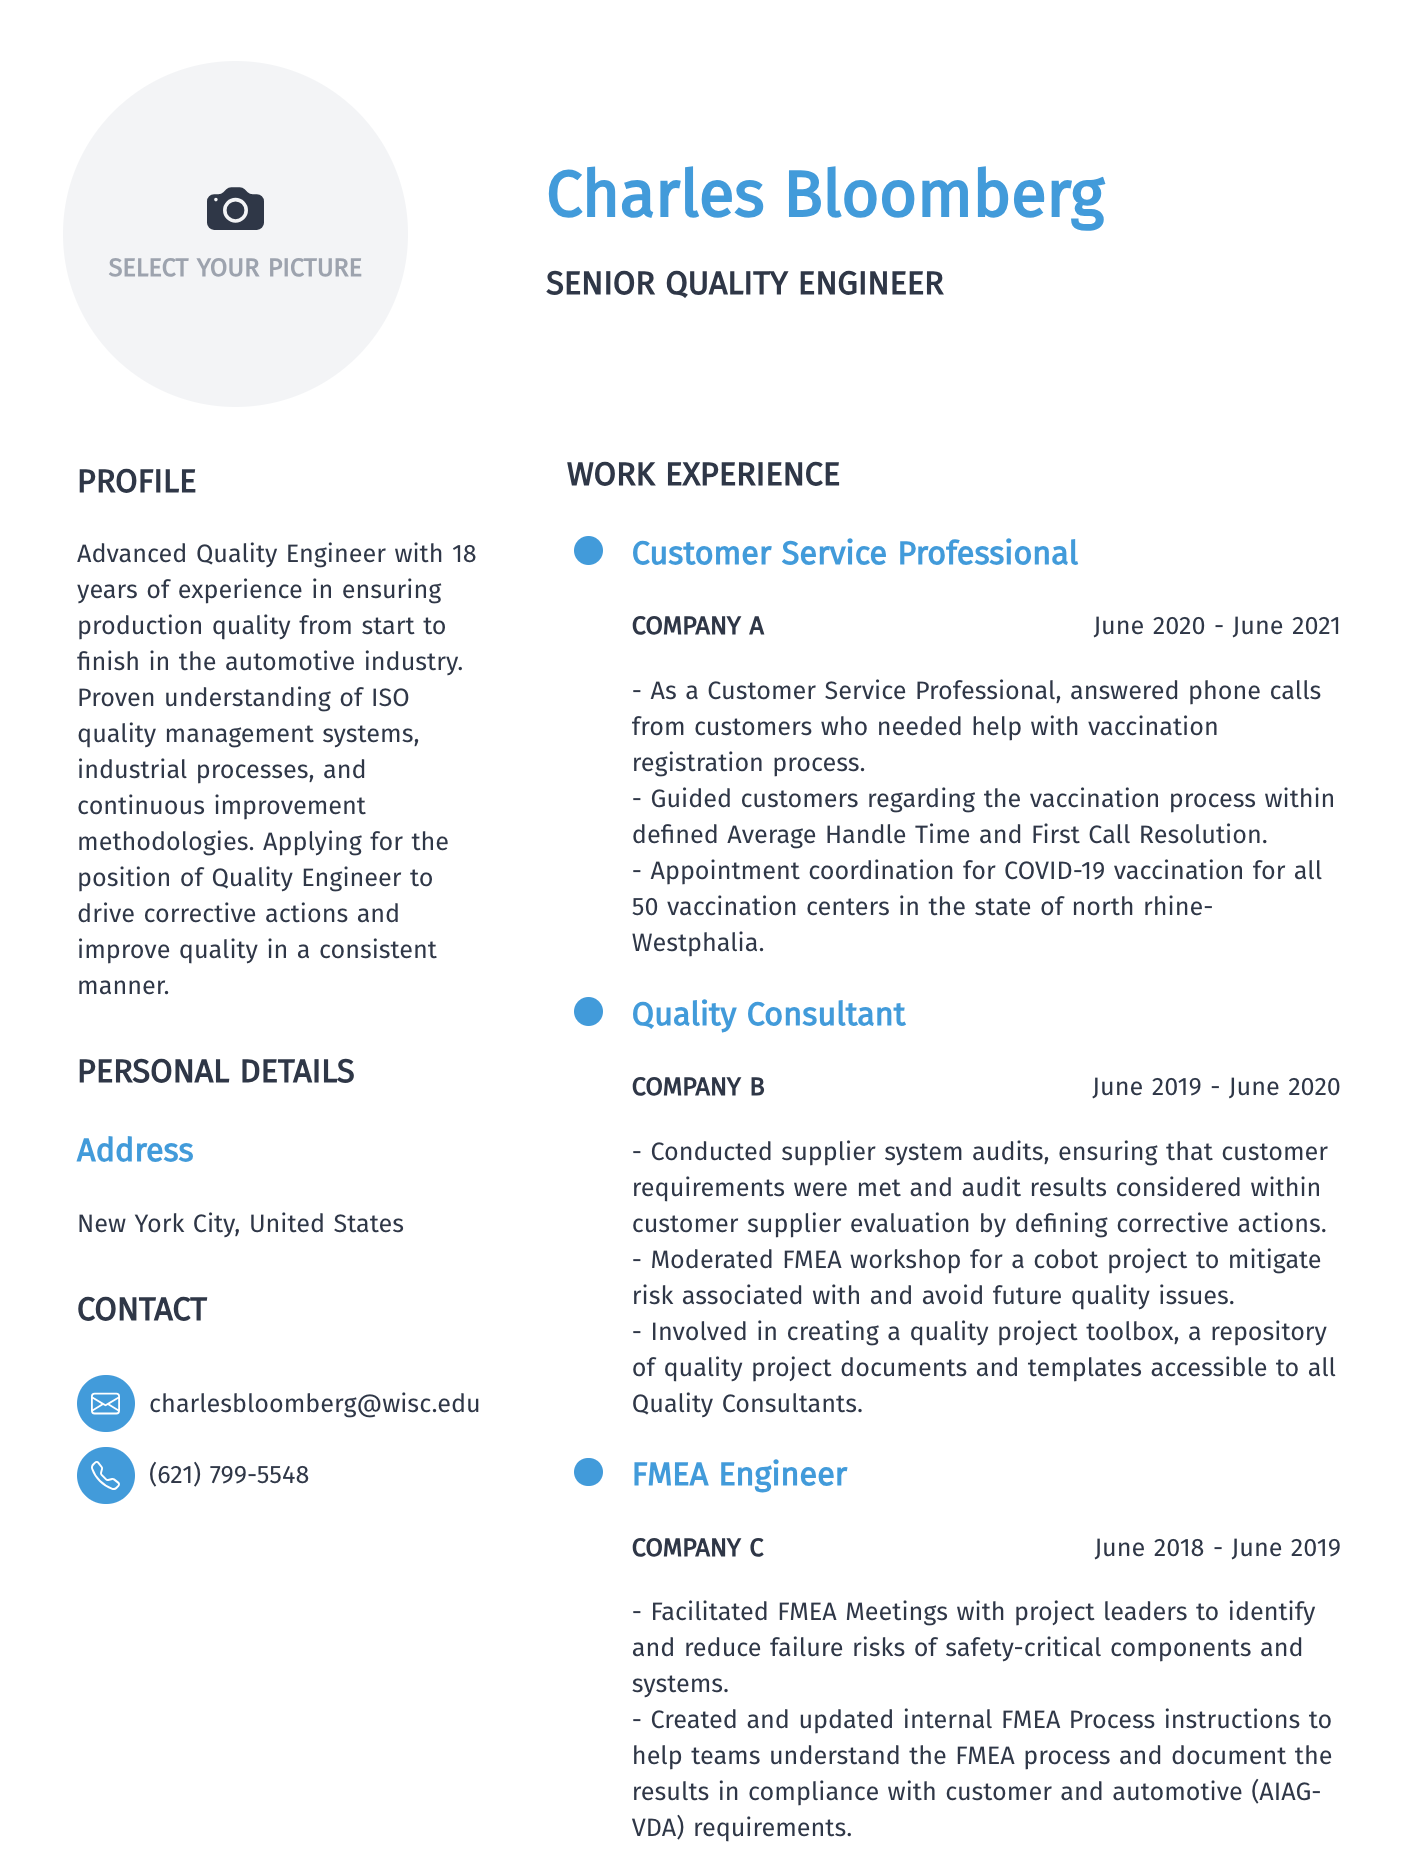 SELECT YOUR PICTURE
Charles Bloomberg
SENIOR QUALITY ENGINEER
PROFILE
Advanced Quality Engineer with 18
years of experience in ensuring
production quality from start to
finish in the automotive industry.
Proven understanding of ISO
quality management systems,
industrial processes, and
continuous improvement
methodologies. Applying for the
position of Quality Engineer to
drive corrective actions and
improve quality in a consistent
manner.
PERSONAL DETAILS
Address
New York City, United States
CONTACT
charlesbloomberg@wisc.edu
(621) 799-5548
WORK EXPERIENCE
Customer Service Professional
COMPANY A June 2020 - June 2021
- As a Customer Service Professional, answered phone calls
from customers who needed help with vaccination
registration process.
- Guided customers regarding the vaccination process within
defined Average Handle Time and First Call Resolution.
- Appointment coordination for COVID-19 vaccination for all
50 vaccination centers in the state of north rhine-
Westphalia.
Quality Consultant
COMPANY B June 2019 - June 2020
- Conducted supplier system audits, ensuring that customer
requirements were met and audit results considered within
customer supplier evaluation by defining corrective actions.
- Moderated FMEA workshop for a cobot project to mitigate
risk associated with and avoid future quality issues.
- Involved in creating a quality project toolbox, a repository
of quality project documents and templates accessible to all
Quality Consultants.
FMEA Engineer
COMPANY C June 2018 - June 2019
- Facilitated FMEA Meetings with project leaders to identify
and reduce failure risks of safety-critical components and
systems.
- Created and updated internal FMEA Process instructions to
help teams understand the FMEA process and document the
results in compliance with customer and automotive (AIAG-
VDA) requirements.